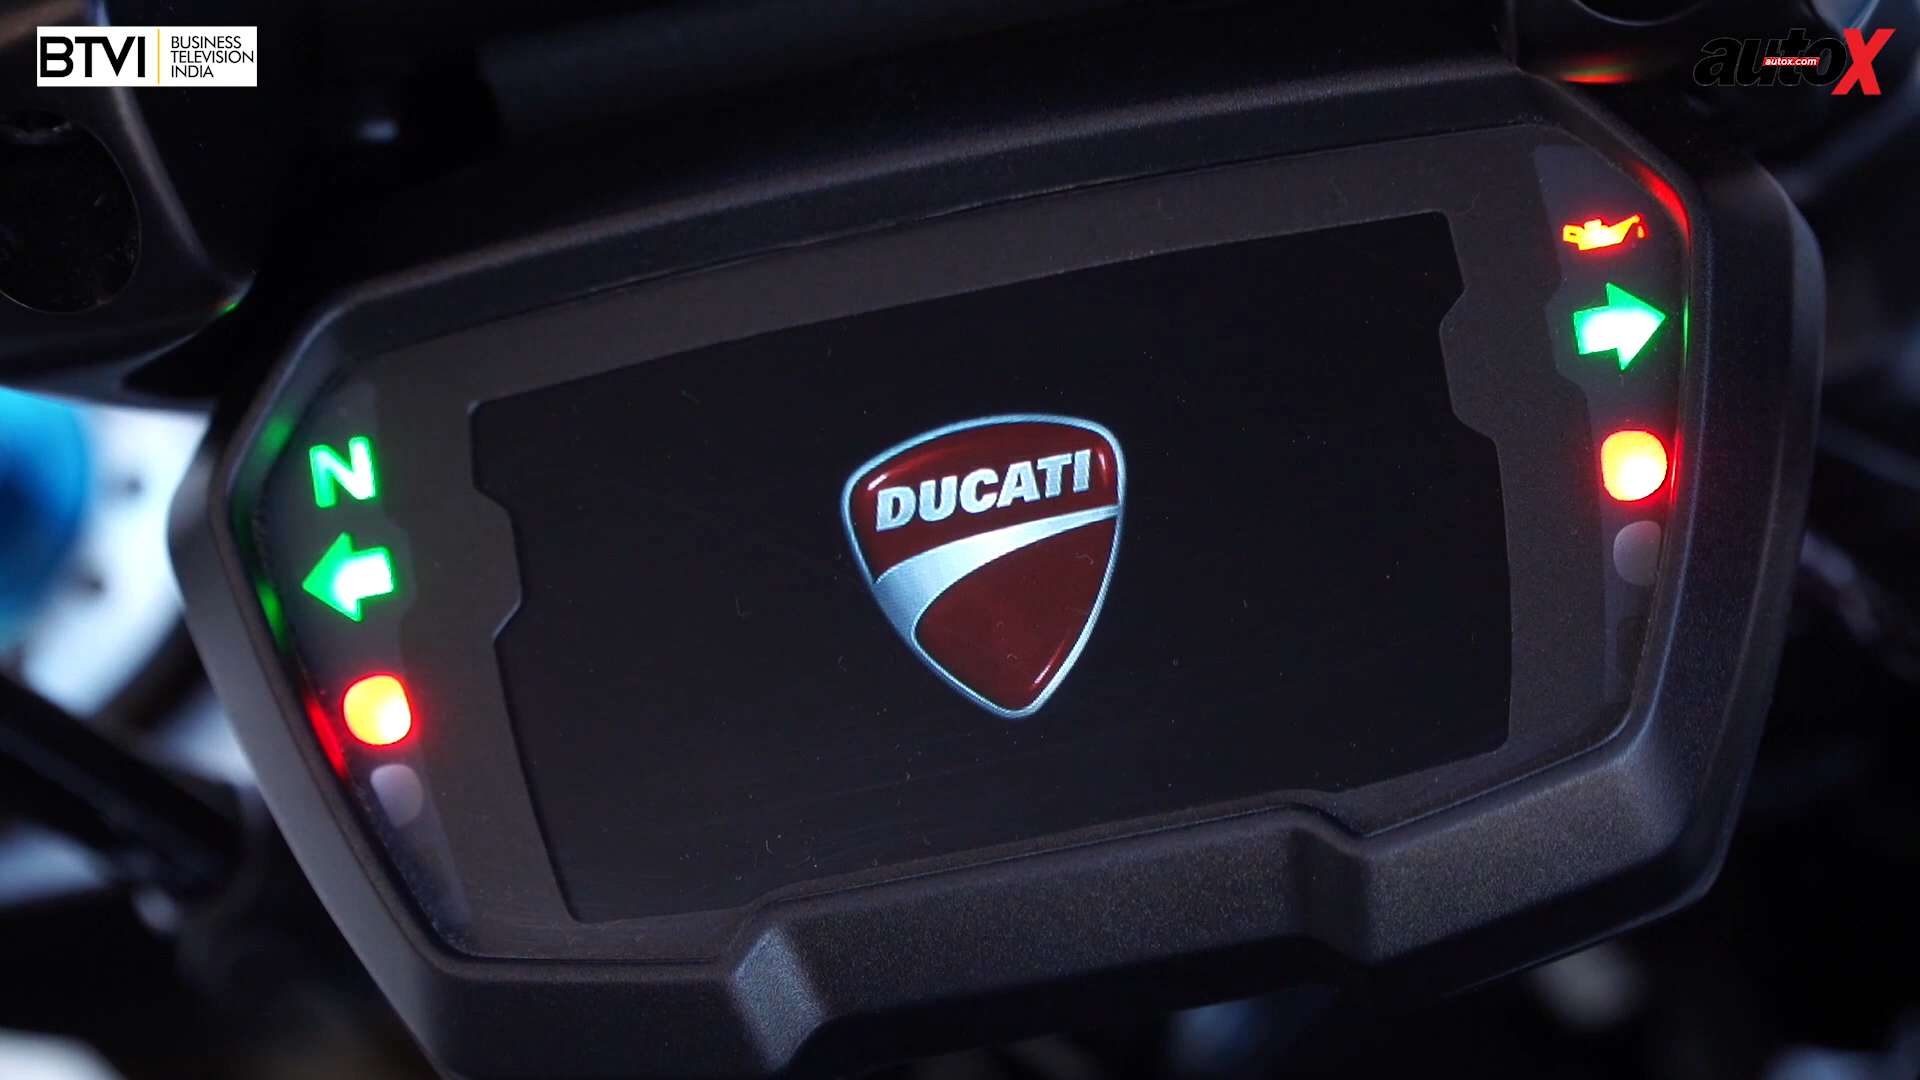 BTVI
BUSINESS
TELEVISION
INDIA
autoX
autox.com
DUCATI
N